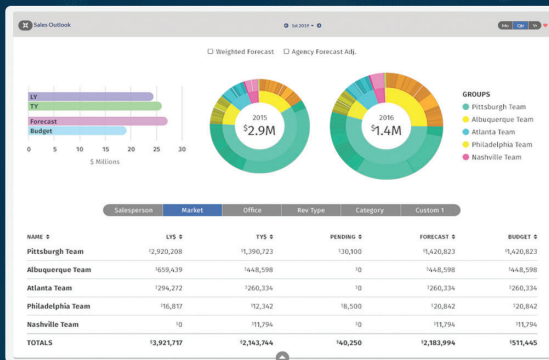 Sales Outlook
Jul 2019
Mo Qtr Yr
Weighted Forecast Agency Forecast Adj.
LY
TY
Forecast
Budget
0 5 10 15 20 25 30
$ Millions
2015
$2.9M
2016
$1.4M
GROUPS
Pittsburgh Team
Albuquerque Team
Atlanta Team
Philadelphia Team
Nashville Team
Salesperson Market Office Rev Type Category Custom 1
NAME LY$ TY$ PENDING FORECAST BUDGET
Pittsburgh Team $2,920,208 $1,390,723 $30,100 $1,420,823 $1,420,823
Albuquerque Team $659,439 $448,598 $0 $448,598 $448,598
Atlanta Team $294,272 $260,334 $0 $260,334 $260,334
Philadelphia Team $16,817 $12,342 $8,500 $20,842 $20,842
Nashville Team $0 $11,794 $0 $11,794 $11,794
TOTALS $3,921,717 $2,143,744 $40,250 $2,183,994 $511,445